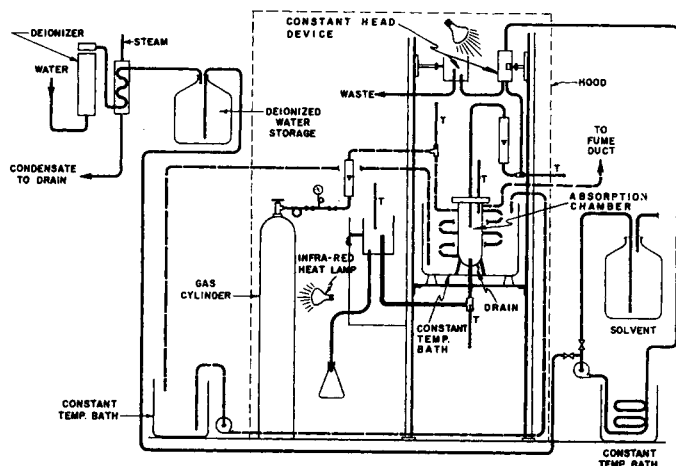 DEIONIZER
WATER
STEAM
DEIONIZED
WATER
STORAGE
CONDENSATE
TO DRAIN
CONSTANT HEAD
DEVICE
WASTE
HOOD
TO
FUME
DUCT
T
T
T
T
T
T
ABSORPTION
CHAMBER
INFRA-RED
HEAT LAMP
GAS
CYLINDER
CONSTANT
TEMP.
BATH
DRAIN
SOLVENT
CONSTANT
TEMP. BATH
CONSTANT
TEMP. BATH